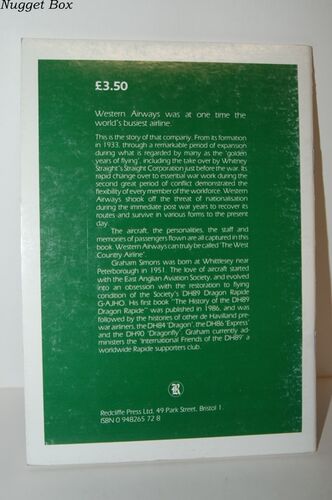 Nugget Box
£3.50
Western Airways was at one time the
world's busiest airline.
This is the story of that company. From its formation
in 1933, through a remarkable period of expansion
during what is regarded by many as the 'golden
years of flying', including the take over by Whitney
Straight's Straight Corporation just before the war. Its
rapid change over to essential war work during the
second great period of conflict demonstrated the
flexibility of every member of the workforce. Western
Airways shook off the threat of nationalisation
during the immediate post war years to recover its
routes and survive in various forms to the present
day.
The aircraft, the personalities, the staff and
memories of passengers flown are all captured in this
book. Western Airways can truly be called 'The West
Country Airline'.
Graham Simons was born at Whittlesey near
Peterborough in 1951. The love of aircraft started
with the East Anglian Aviation Society, and evolved
into an obsession with the restoration to flying
condition of the Society's DH89 Dragon Rapide
G-AJHO. His first book "The History of the DH89
Dragon Rapide" was published in 1986, and was
followed by the histories of other de Havilland pre-
war airliners, the DH84 'Dragon', the DH86 'Express'
and the DH90 'Dragonfly'. Graham currently ad-
ministers the 'International Friends of the DH89' a
worldwide Rapide supporters club.
R
Redcliffe Press Ltd. 49 Park Street, Bristol 1.
ISBN 0 948265 72 8